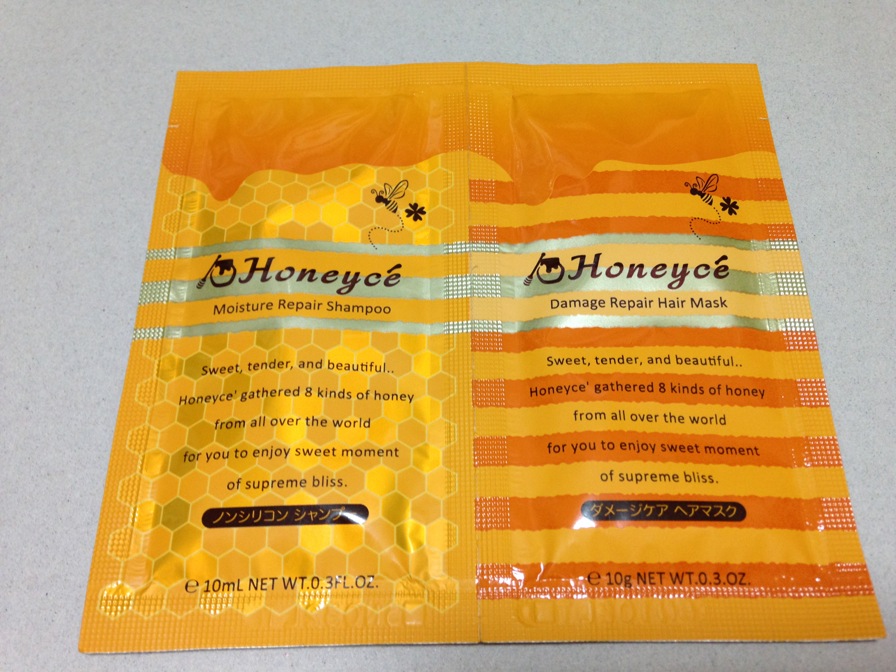 Honeycé
Moisture Repair Shampoo
Sweet, tender, and beautiful..
Honeyce' gathered 8 kinds of honey
from all over the world
for you to enjoy sweet moment
of supreme bliss.
ノンシリコン シャンプー
℮ 10mL NET WT.0.3FL.OZ.
Honeycé
Damage Repair Hair Mask
Sweet, tender, and beautiful..
Honeyce' gathered 8 kinds of honey
from all over the world
for you to enjoy sweet moment
of supreme bliss.
ダメージケア ヘアマスク
℮ 10g NET WT.0.3.OZ.